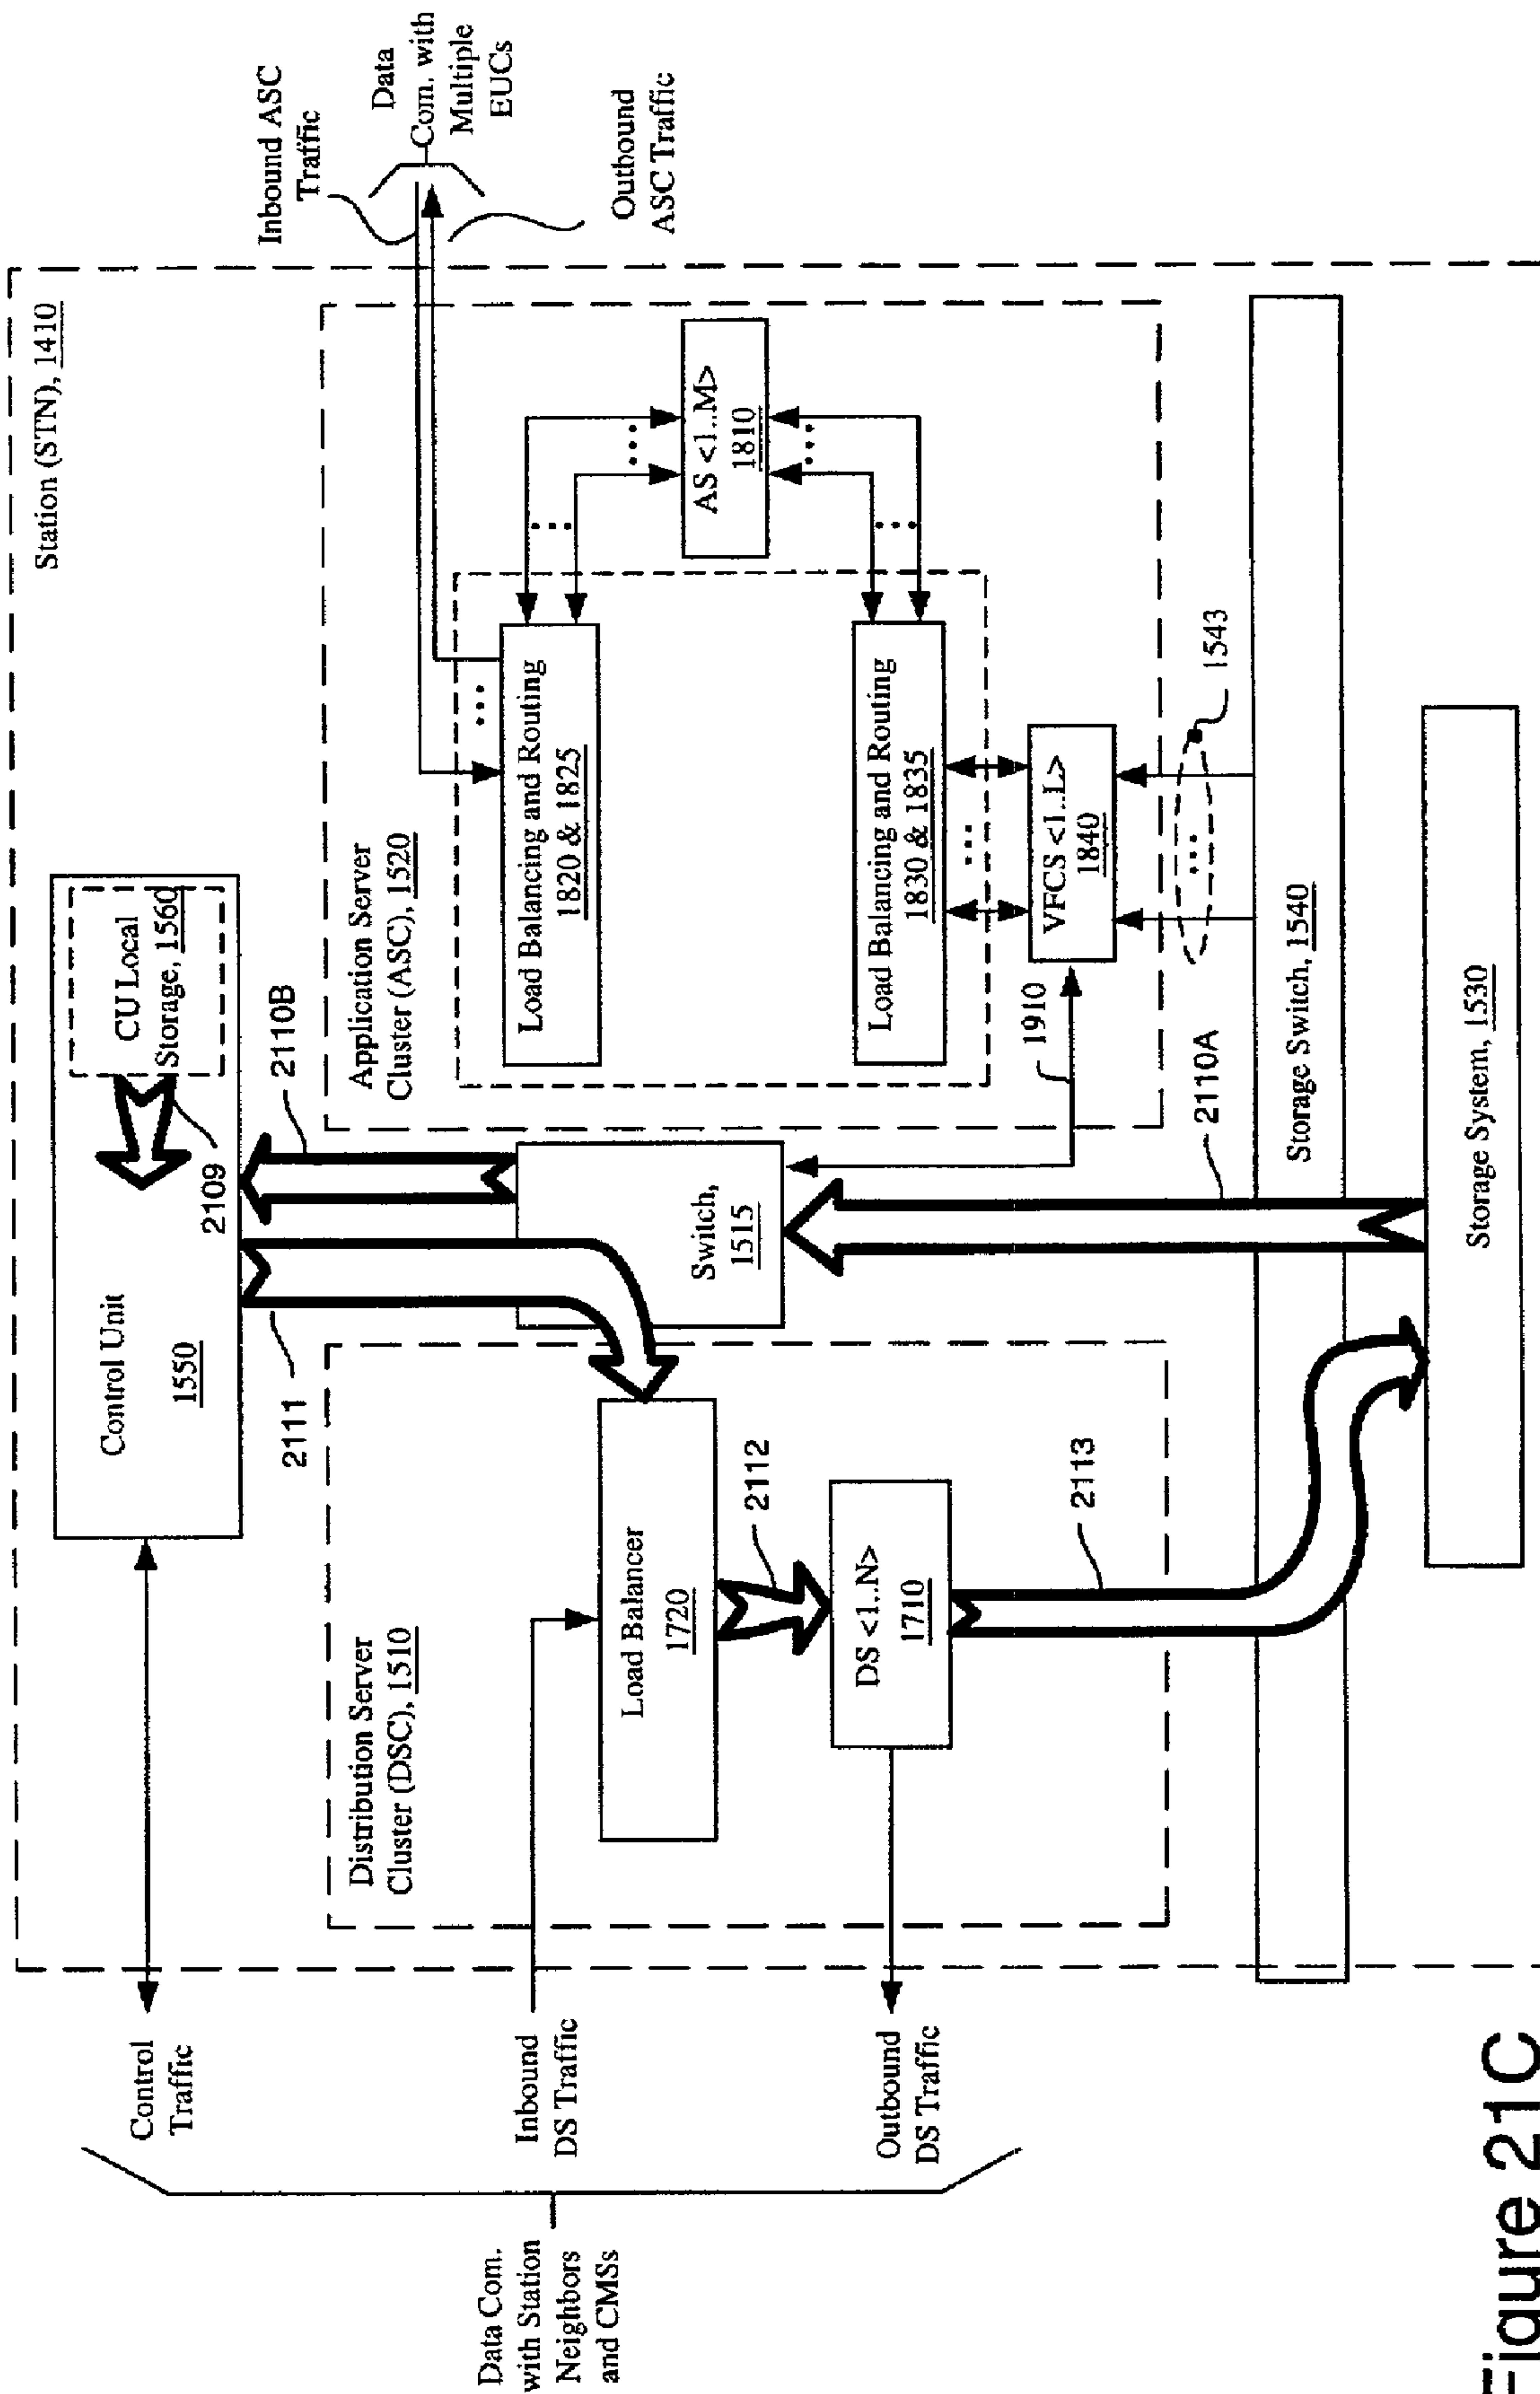 Station (STN), 1410
Control Unit
1550
CU Local
Storage, 1560
2109
2111
2110B
Control
Traffic
Inbound
DS Traffic
Outbound
DS Traffic
Data Com.
with Station
Neighbors
and CMSs
Distribution Server
Cluster (DSC), 1510
Load Balancer
1720
2112
DS <1..N>
1710
2113
Switch,
1515
1910
2110A
Application Server
Cluster (ASC), 1520
Load Balancing and Routing
1820 & 1825
...
...
...
AS <1..M>
1810
...
...
Load Balancing and Routing
1830 & 1835
...
VFCS <1..L>
1840
...
1543
Inbound ASC
Traffic
Data
Com. with
Multiple
EUCs
Outbound
ASC Traffic
Storage Switch, 1540
Storage System, 1530
Figure 21C